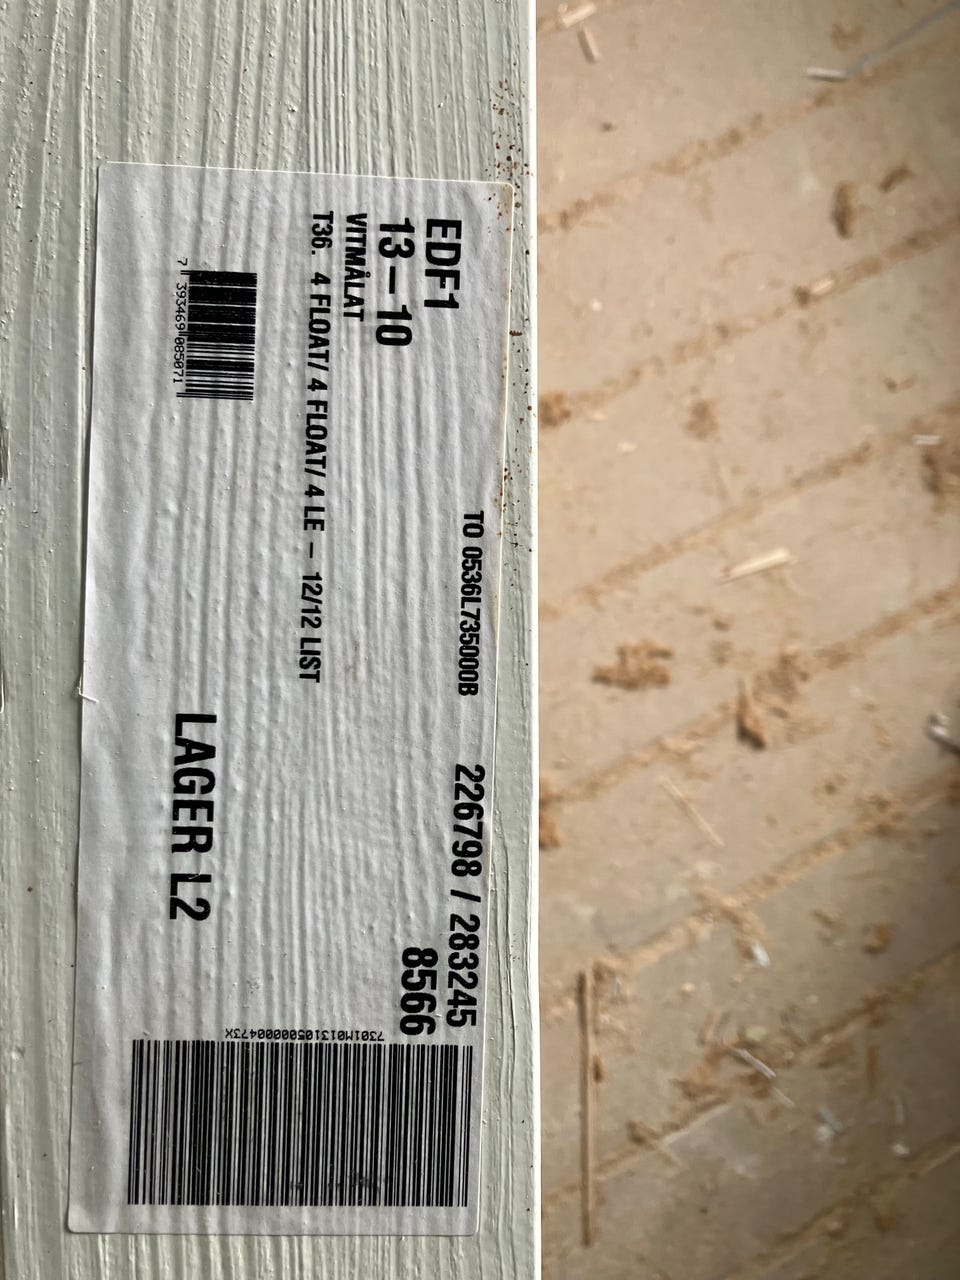 TO 0536L735000B 226798 / 283245
EDF1
13–10 8566
VITMÅLAT
T36. 4 FLOAT/ 4 FLOAT/ 4 LE – 12/12 LIST
7 393469 085071
LAGER L2
7301M0131050000473X